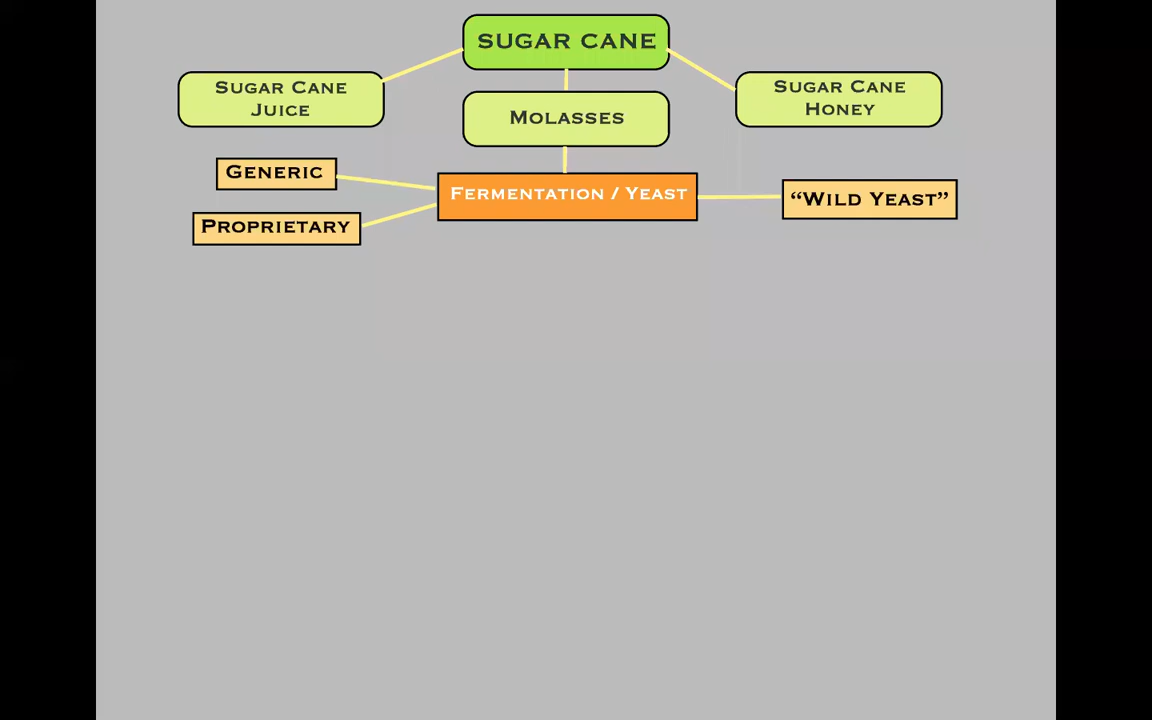 SUGAR CANE
SUGAR CANE
JUICE
MOLASSES
SUGAR CANE
HONEY
GENERIC
PROPRIETARY
FERMENTATION / YEAST
“WILD YEAST”